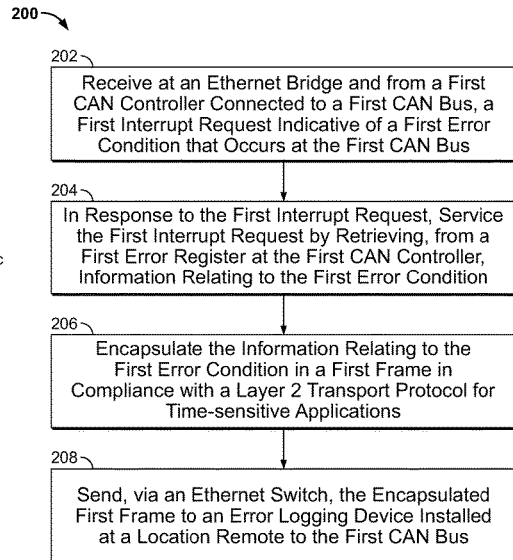 200
202
Receive at an Ethernet Bridge and from a First
CAN Controller Connected to a First CAN Bus, a
First Interrupt Request Indicative of a First Error
Condition that Occurs at the First CAN Bus
204
In Response to the First Interrupt Request, Service
the First Interrupt Request by Retrieving, from a
First Error Register at the First CAN Controller,
Information Relating to the First Error Condition
c
206
Encapsulate the Information Relating to the
First Error Condition in a First Frame in
Compliance with a Layer 2 Transport Protocol for
Time-sensitive Applications
208
Send, via an Ethernet Switch, the Encapsulated
First Frame to an Error Logging Device Installed
at a Location Remote to the First CAN Bus